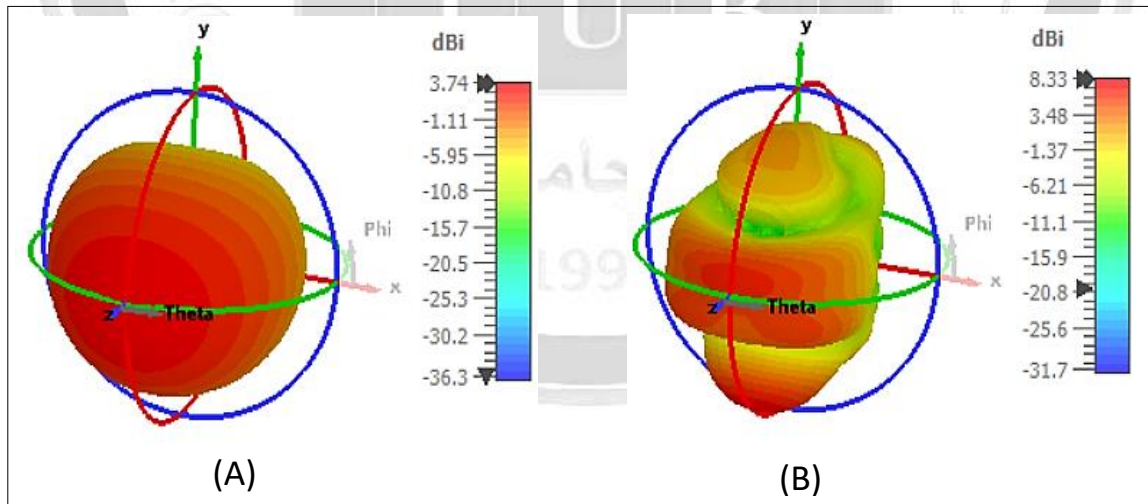 y
dBi
3.74
-1.11
-5.95
-10.8
-15.7
-20.5
-25.3
-30.2
-36.3
Phi
x
z
Theta
(A)
U
جام
199
y
dBi
8.33
3.48
-1.37
-6.21
-11.1
-15.9
-20.8
-25.6
-31.7
Phi
x
z
Theta
(B)